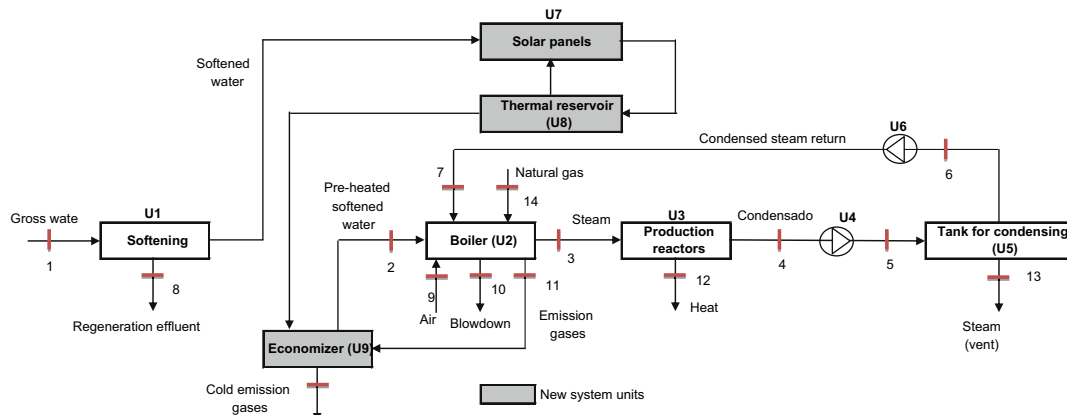 U7
Solar panels
Softened
water
Thermal reservoir
(U8)
U6
Condensed steam return
7
Natural gas
14
6
Pre-heated
softened
water
Gross wate
U1
Softening
1
8
Regeneration effluent
2
Boiler (U2)
Steam
3
U3
Production
reactors
Condensado
U4
4
5
Tank for condensing
(U5)
9
10
11
12
13
Air
Blowdown
Emission
gases
Heat
Steam
(vent)
Economizer (U9)
Cold emission
gases
New system units